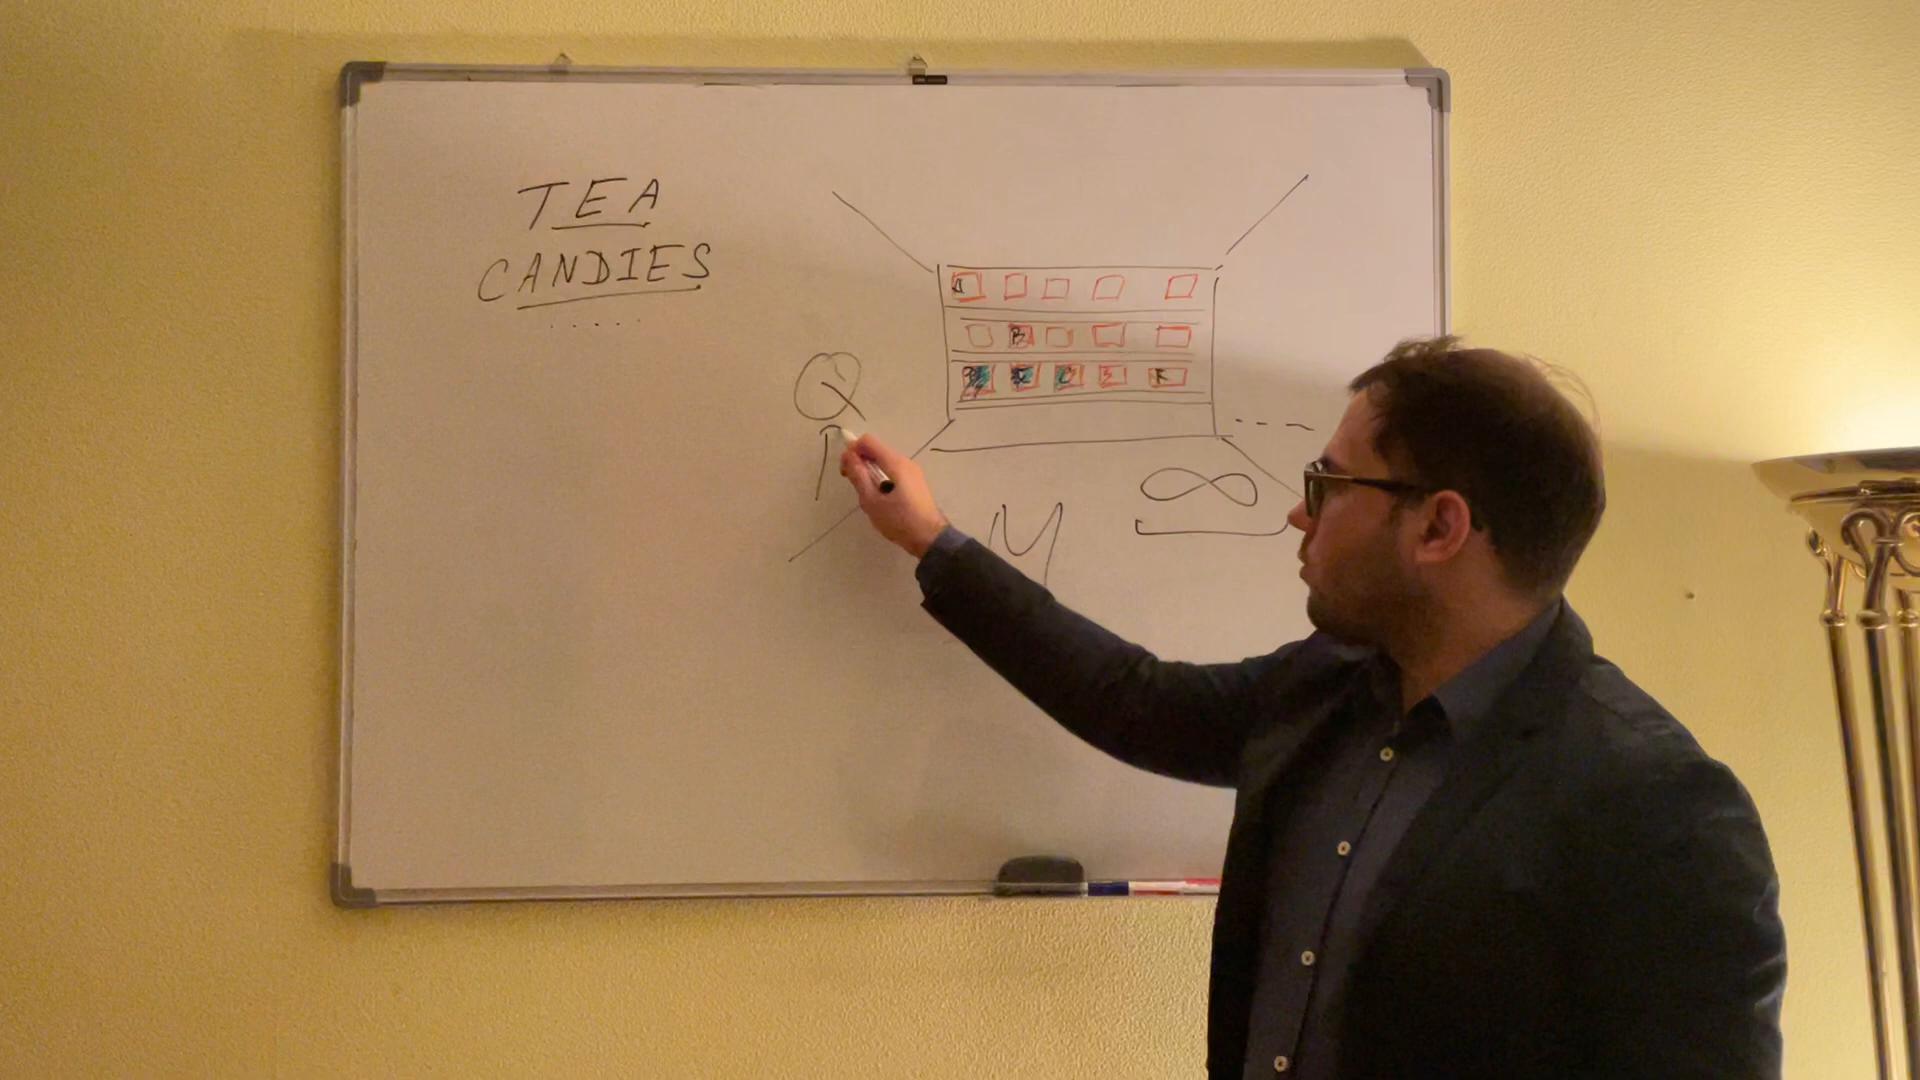 TEA
CANDIES
.....
Q
M
∞